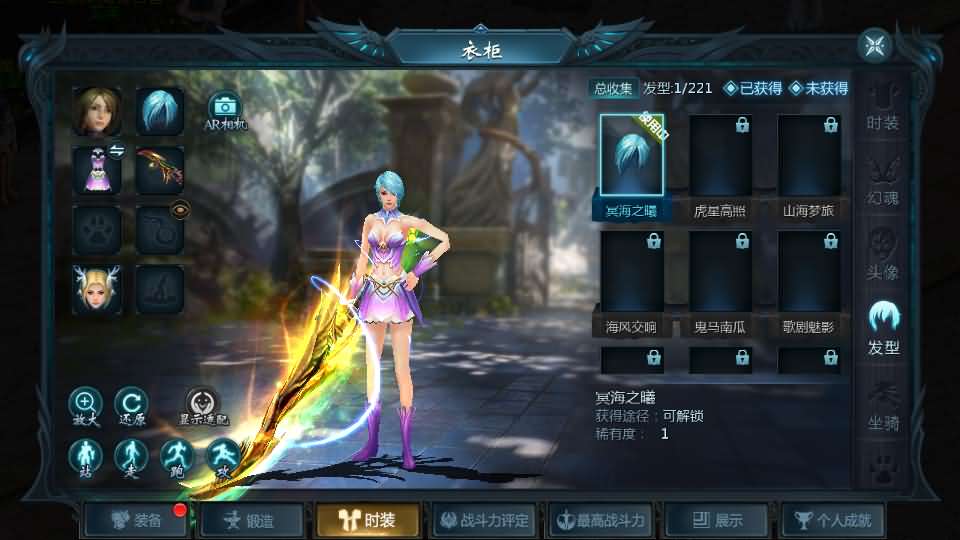 衣柜
AR相机
总收集 发型:1/221 已获得 未获得
使用中
冥海之曦 虎星高照 山海梦旅
海风交响 鬼马南瓜 歌剧魅影
冥海之曦
获得途径：可解锁
稀有度： 1
时装
幻魂
头像
发型
坐骑
放大 还原 显示适配
站 走 跑 攻
装备 锻造 时装 战斗力评定 最高战斗力 展示 个人成就